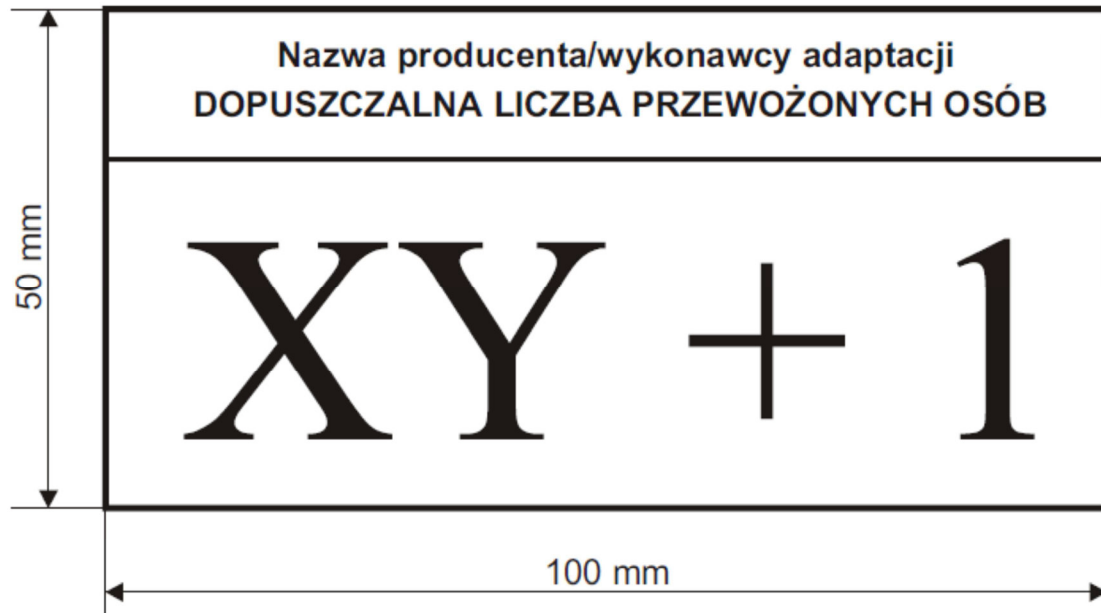 Nazwa producenta/wykonawcy adaptacji
DOPUSZCZALNA LICZBA PRZEWOŻONYCH OSÓB
50 mm
XY + 1
100 mm